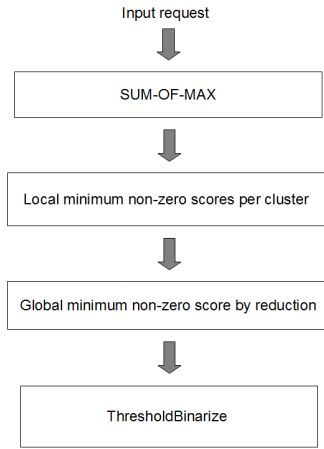 Input request
SUM-OF-MAX
Local minimum non-zero scores per cluster
Global minimum non-zero score by reduction
ThresholdBinarize